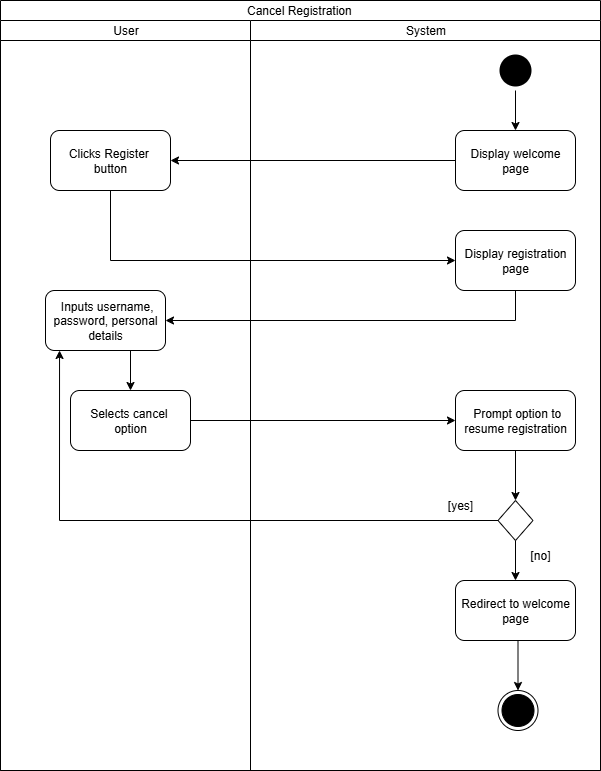 Cancel Registration
User
System
Clicks Register
button
Display welcome
page
Display registration
page
Inputs username,
password, personal
details
Selects cancel
option
Prompt option to
resume registration
[yes]
[no]
Redirect to welcome
page